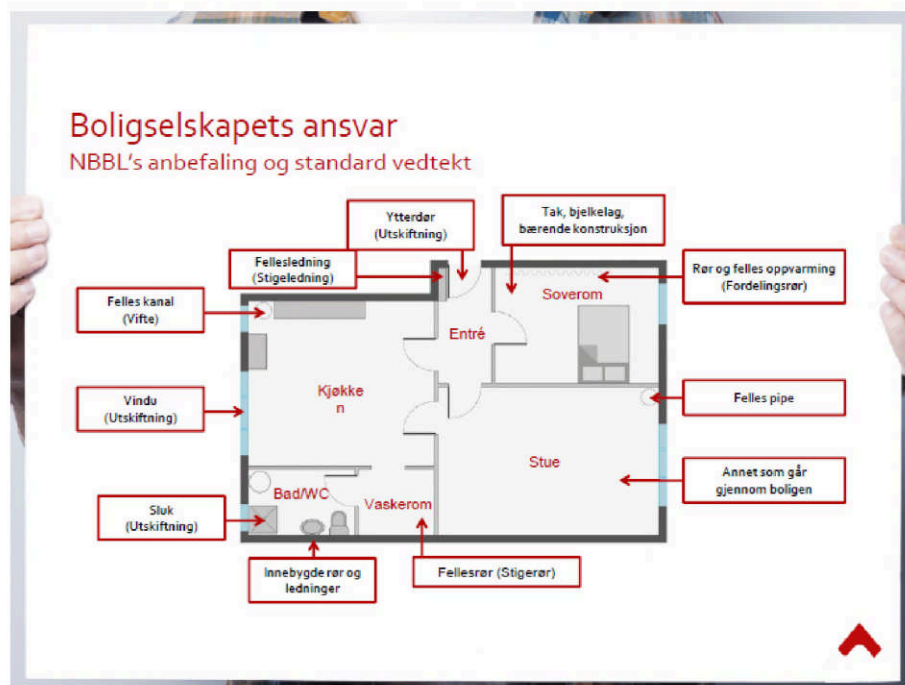 Boligselskapets ansvar
NBBL's anbefaling og standard vedtekt
Ytterdør
(Utskiftning)
Tak, bjelkelag,
bærende konstruksjon
Fellesledning
(Stigeledning)
Rør og felles oppvarming
(Fordelingsrør)
Felles kanal
(Vifte)
Soverom
Entré
Kjøkke
n
Vindu
(Utskiftning)
Felles pipe
Stue
Annet som går
gjennom boligen
Bad/WC
Vaskerom
Sluk
(Utskiftning)
Innebygde rør og
ledninger
Fellesrør (Stigerør)